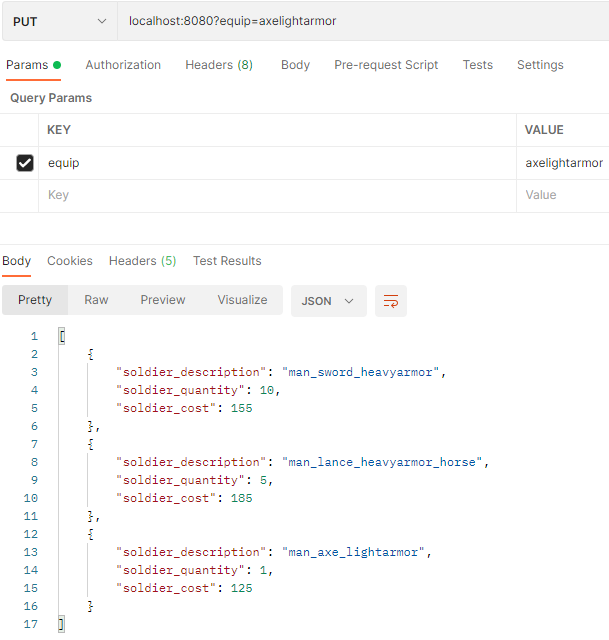 PUT localhost:8080?equip=axelightarmor
Params Authorization Headers (8) Body Pre-request Script Tests Settings
Query Params
KEY VALUE
equip axelightarmor
Key Value
Body Cookies Headers (5) Test Results
Pretty Raw Preview Visualize JSON
1 [
2 {
3 "soldier_description": "man_sword_heavyarmor",
4 "soldier_quantity": 10,
5 "soldier_cost": 155
6 },
7 {
8 "soldier_description": "man_lance_heavyarmor_horse",
9 "soldier_quantity": 5,
10 "soldier_cost": 185
11 },
12 {
13 "soldier_description": "man_axe_lightarmor",
14 "soldier_quantity": 1,
15 "soldier_cost": 125
16 }
17 ]